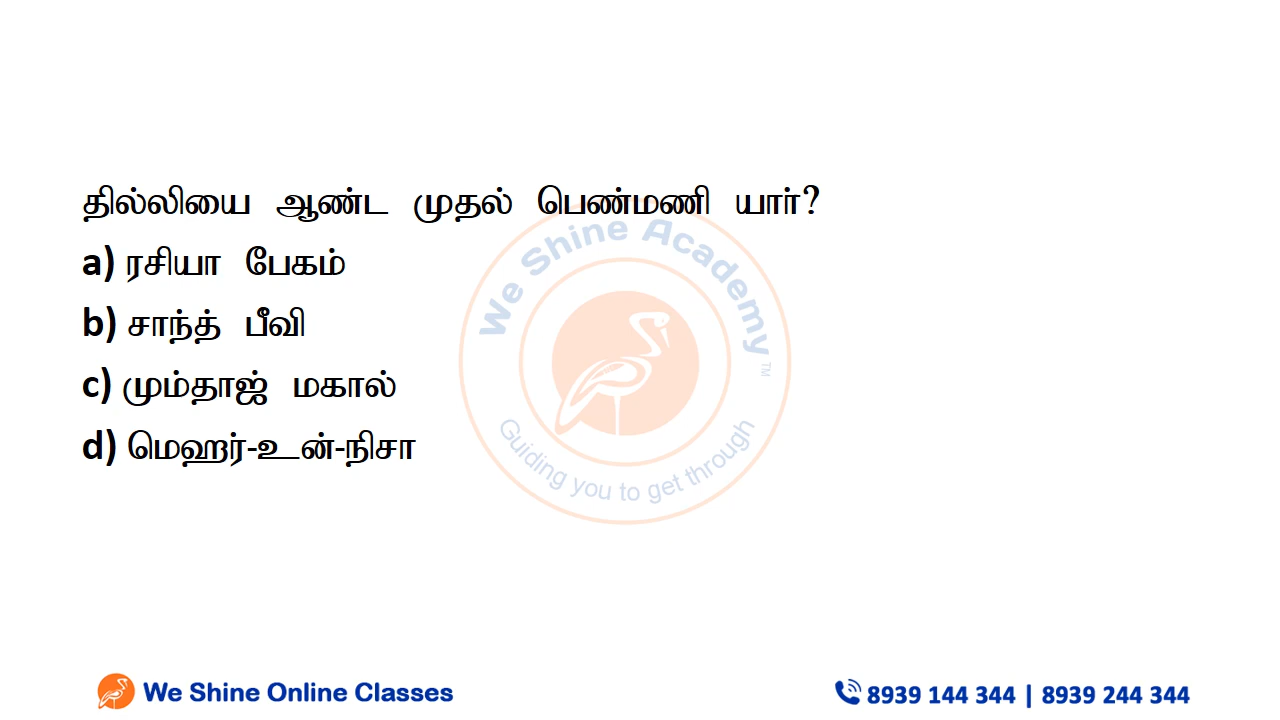 தில்லியை ஆண்ட முதல் பெண்மணி யார்?
a) ரசியா பேகம்
b) சாந்த் பீவி
c) மும்தாஜ் மகால்
d) மெஹர்-உன்-நிசா
We Shine Academy TM
Guiding you to get through
We Shine Online Classes
8939 144 344 | 8939 244 344